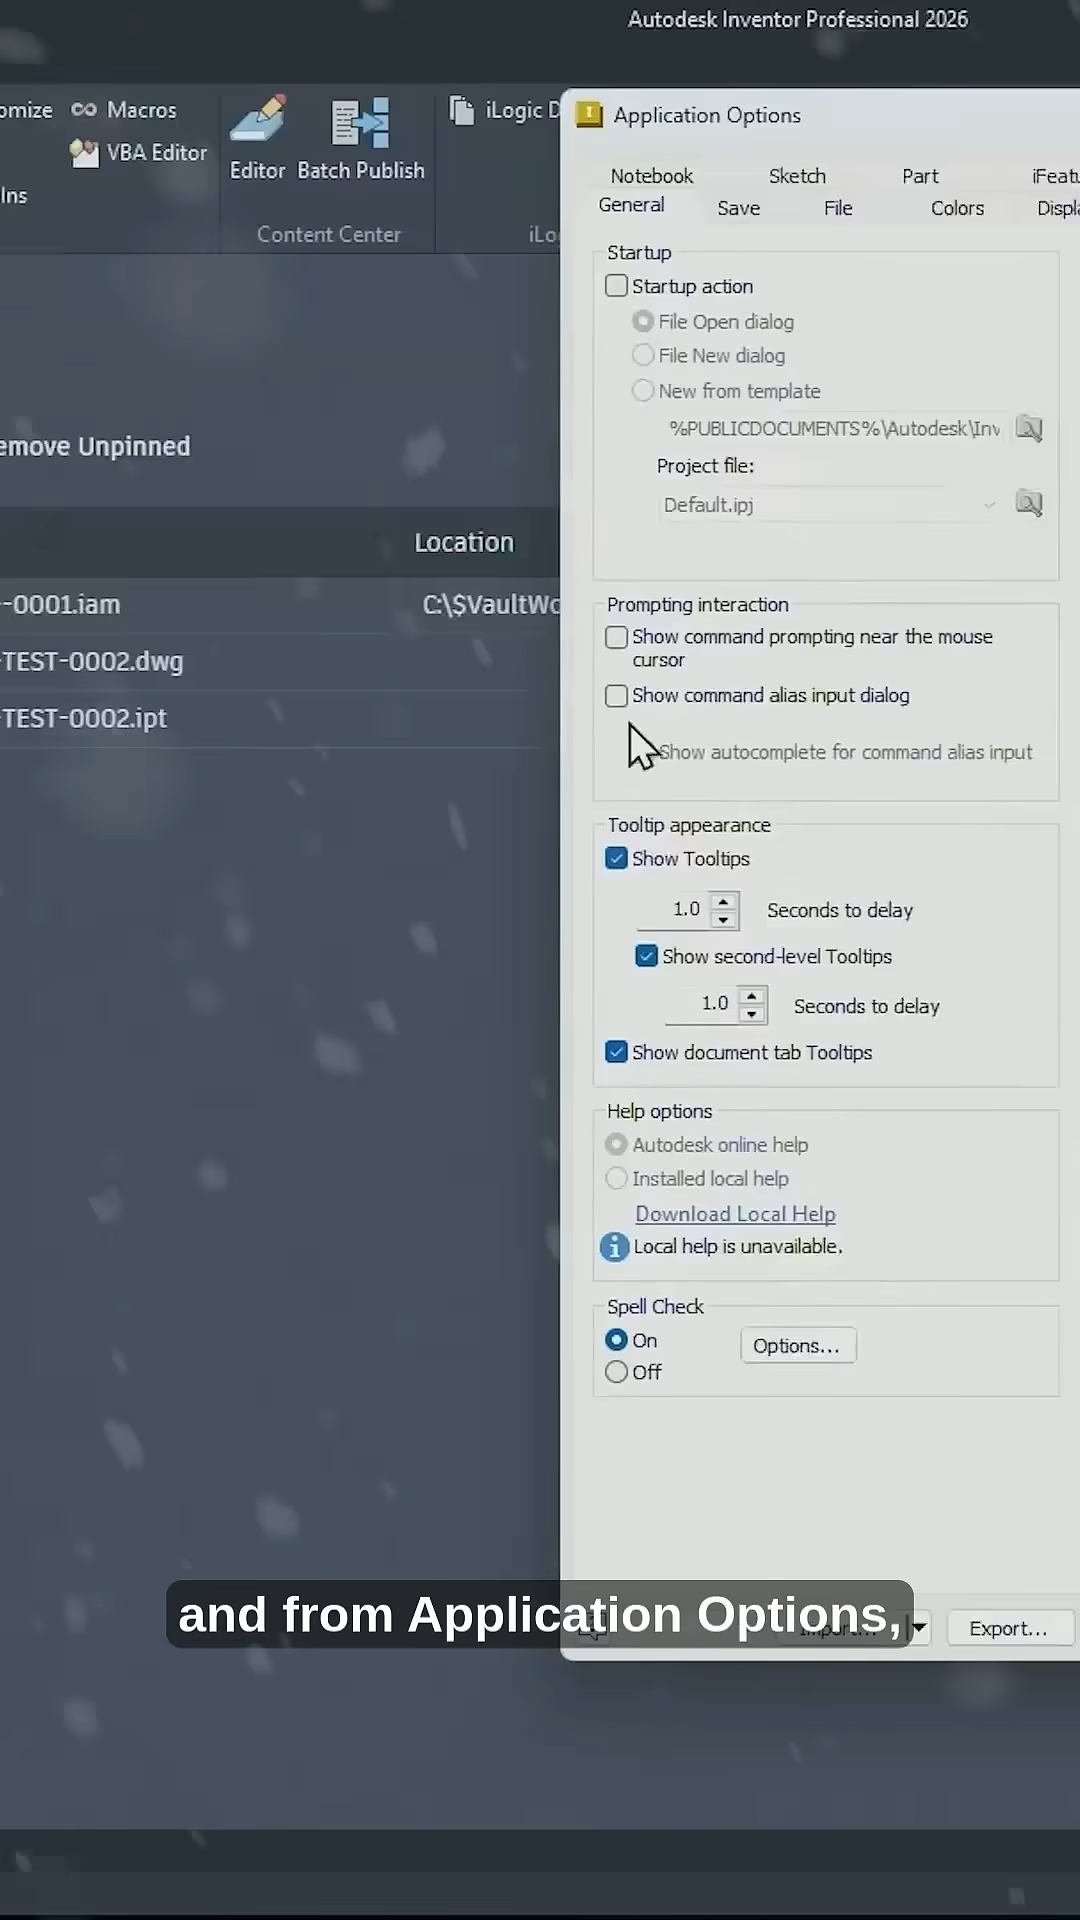 Autodesk Inventor Professional 2026
omize
Macros
VBA Editor
Ins
Editor
Batch Publish
Content Center
iLogic D
iLo
Application Options
Notebook
Sketch
Part
iFeatu
General
Save
File
Colors
Displa
Startup
Startup action
File Open dialog
File New dialog
New from template
%PUBLICDOCUMENTS%\Autodesk\Inv
Project file:
Default.ipj
emove Unpinned
Location
-0001.iam
C:\$VaultWo
-TEST-0002.dwg
-TEST-0002.ipt
Prompting interaction
Show command prompting near the mouse
cursor
Show command alias input dialog
Show autocomplete for command alias input
Tooltip appearance
Show Tooltips
1.0
Seconds to delay
Show second-level Tooltips
1.0
Seconds to delay
Show document tab Tooltips
Help options
Autodesk online help
Installed local help
Download Local Help
Local help is unavailable.
Spell Check
On
Options...
Off
and from Application Options,
Import...
Export...